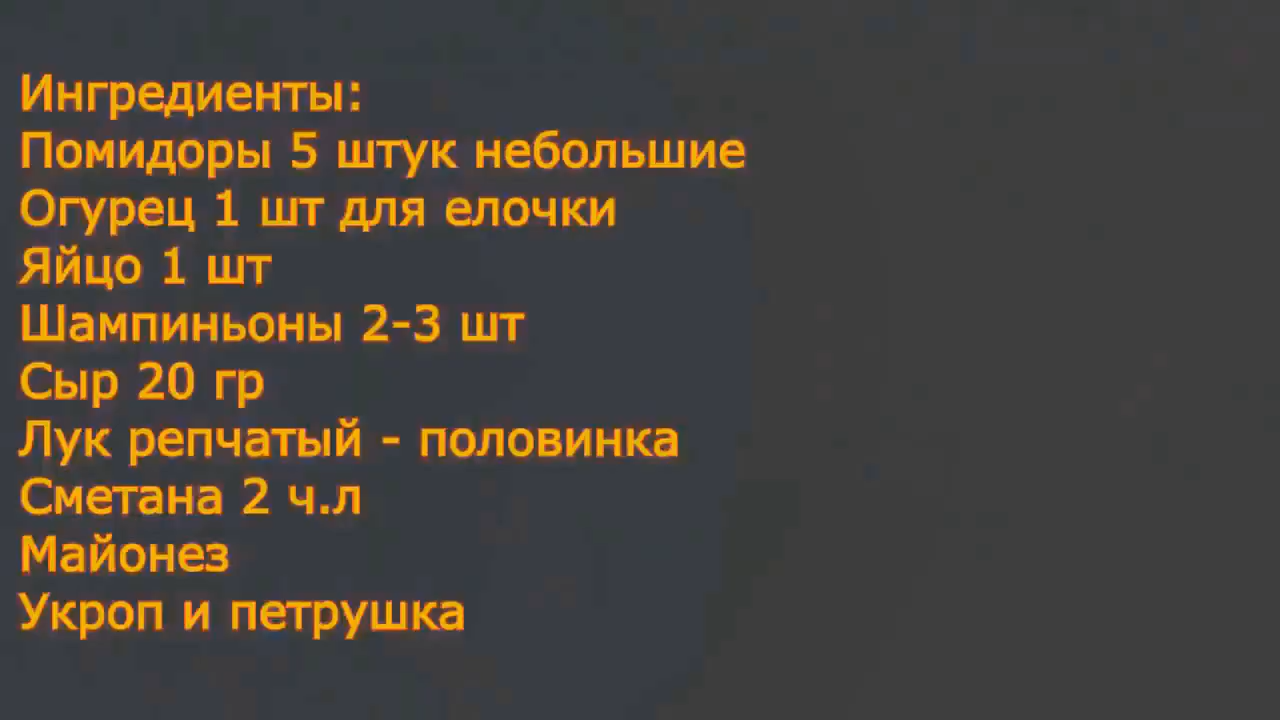 Ингредиенты:
Помидоры 5 штук небольшие
Огурец 1 шт для елочки
Яйцо 1 шт
Шампиньоны 2-3 шт
Сыр 20 гр
Лук репчатый - половинка
Сметана 2 ч.л
Майонез
Укроп и петрушка